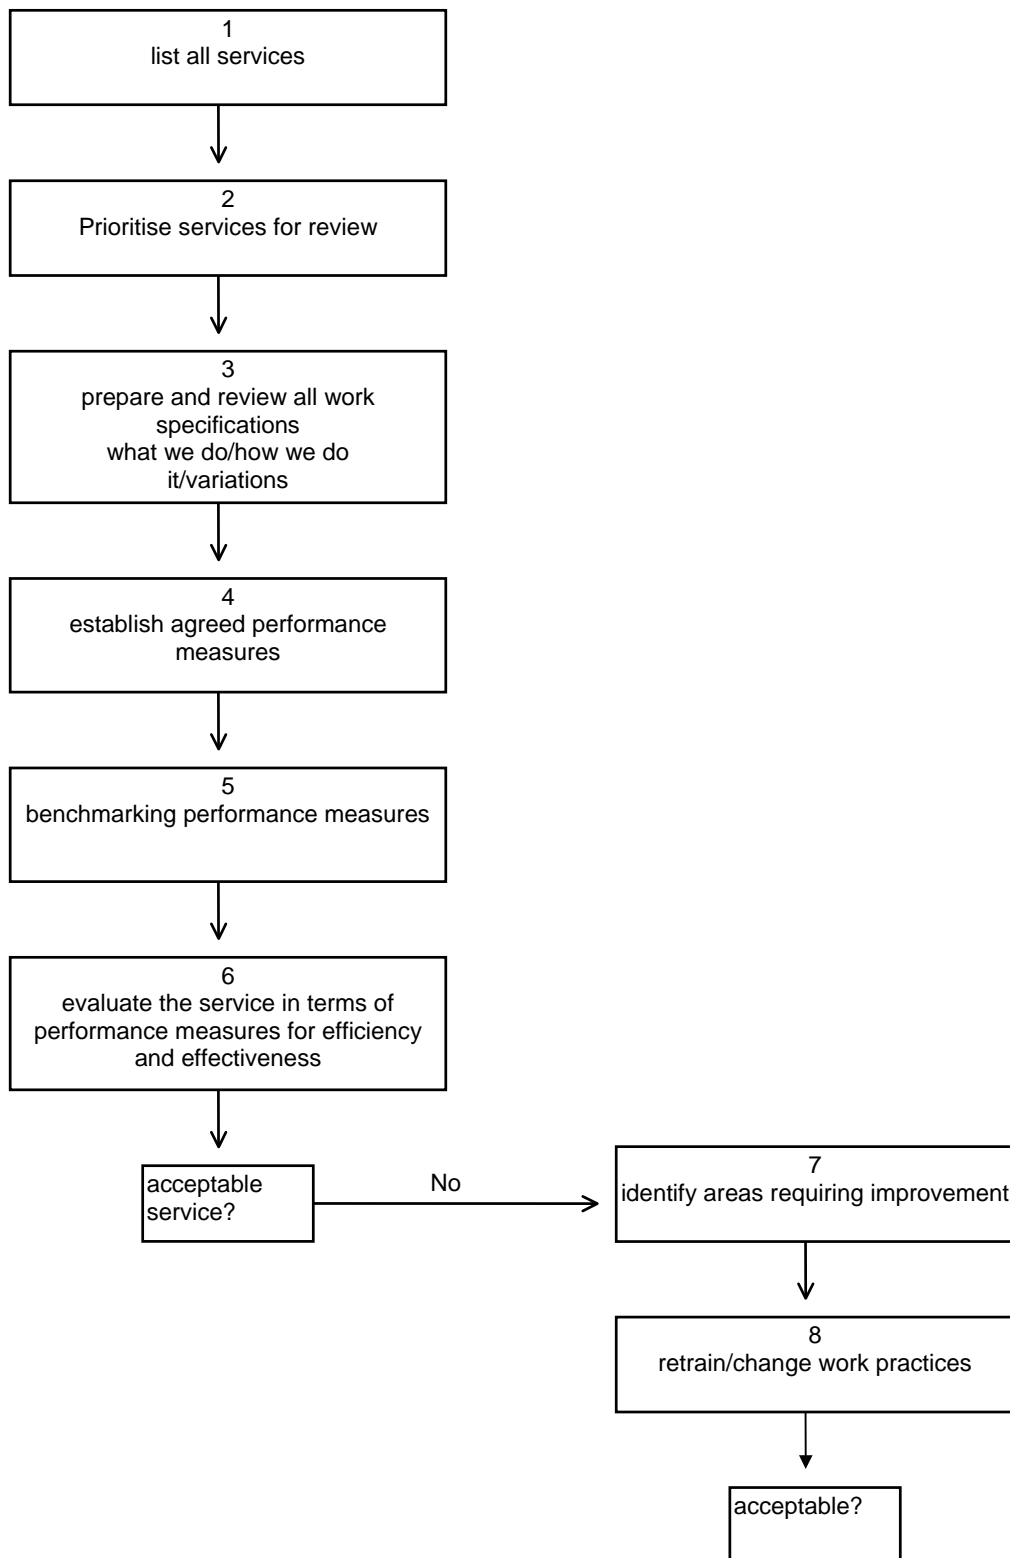 1
list all services
2
Prioritise services for review
3
prepare and review all work
specifications
what we do/how we do
it/variations
4
establish agreed performance
measures
5
benchmarking performance measures
6
evaluate the service in terms of
performance measures for efficiency
and effectiveness
acceptable
service?
No
7
identify areas requiring improvement
8
retrain/change work practices
acceptable?